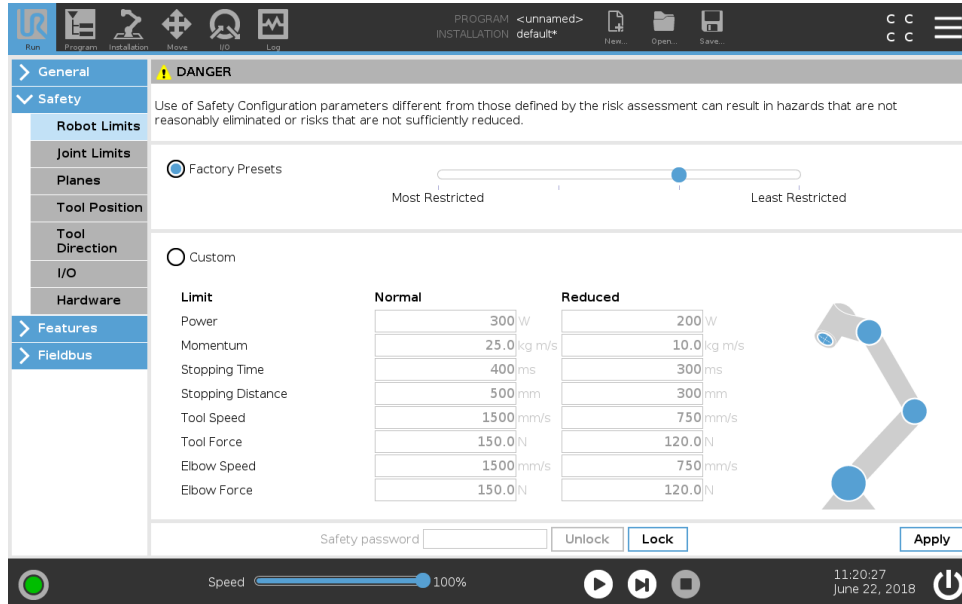 UR
PROGRAM <unnamed>
INSTALLATION default*
C C
C C
Run Program Installation Move I/O Log New... Open... Save...
General
Safety
Robot Limits
Joint Limits
Planes
Tool Position
Tool
Direction
I/O
Hardware
Features
Fieldbus
DANGER
Use of Safety Configuration parameters different from those defined by the risk assessment can result in hazards that are not
reasonably eliminated or risks that are not sufficiently reduced.
Factory Presets
Most Restricted Least Restricted
Custom
Limit Normal Reduced
Power 300 W 200 W
Momentum 25.0 kg m/s 10.0 kg m/s
Stopping Time 400 ms 300 ms
Stopping Distance 500 mm 300 mm
Tool Speed 1500 mm/s 750 mm/s
Tool Force 150.0 N 120.0 N
Elbow Speed 1500 mm/s 750 mm/s
Elbow Force 150.0 N 120.0 N
Safety password Unlock Lock Apply
Speed 100%
11:20:27
June 22, 2018